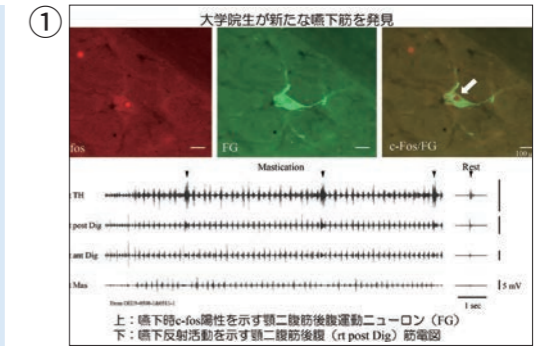 ①
大学院生が新たな嚥下筋を発見
fos
FG
c-Fos/FG
Mastication
Rest
TH
post Dig
ant Dig
Mas
5 mV
1 sec
上：嚥下時c-fos陽性を示す顎二腹筋後腹運動ニューロン（FG）
下：嚥下反射活動を示す顎二腹筋後腹（rt post Dig）筋電図